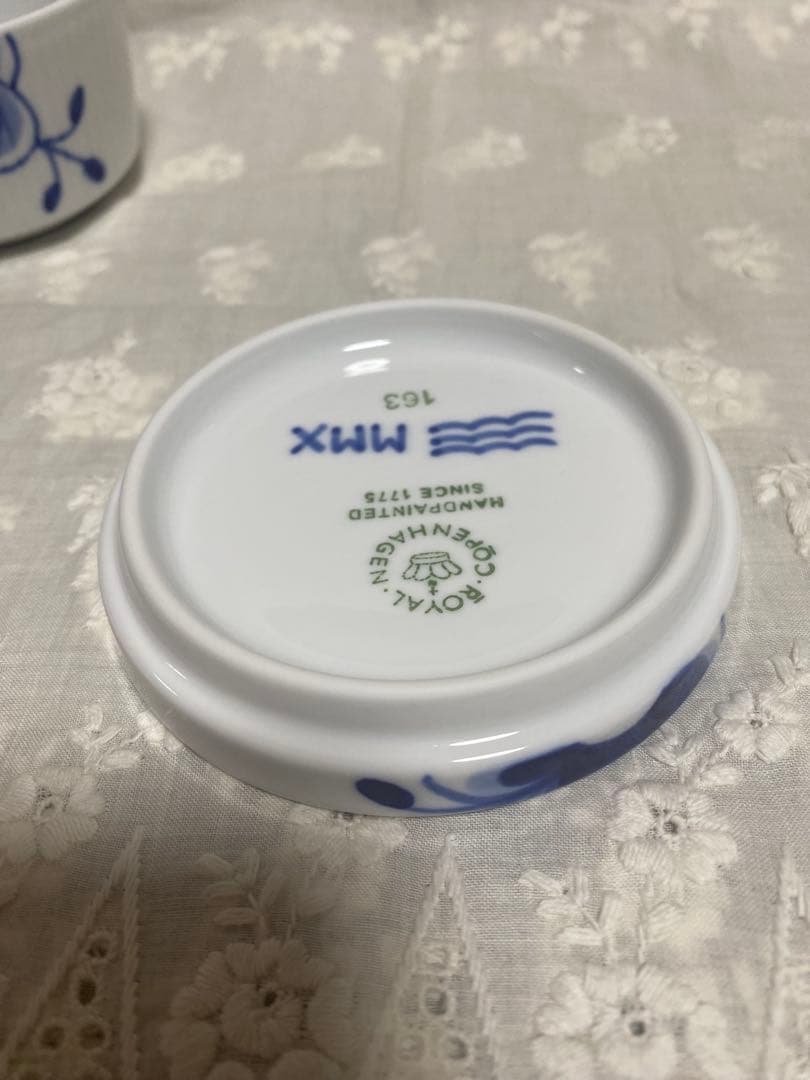 · ROYAL · COPENHAGEN
HANDPAINTED
SINCE 1775
MMX
163